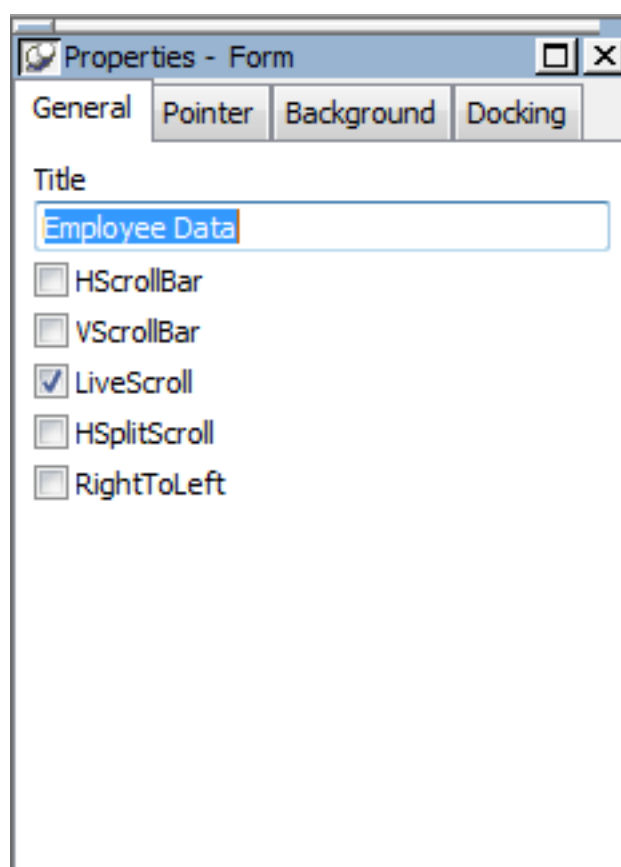 Properties - Form
General Pointer Background Docking
Title
Employee Data
HScrollBar
VScrollBar
LiveScroll
HSplitScroll
RightToLeft